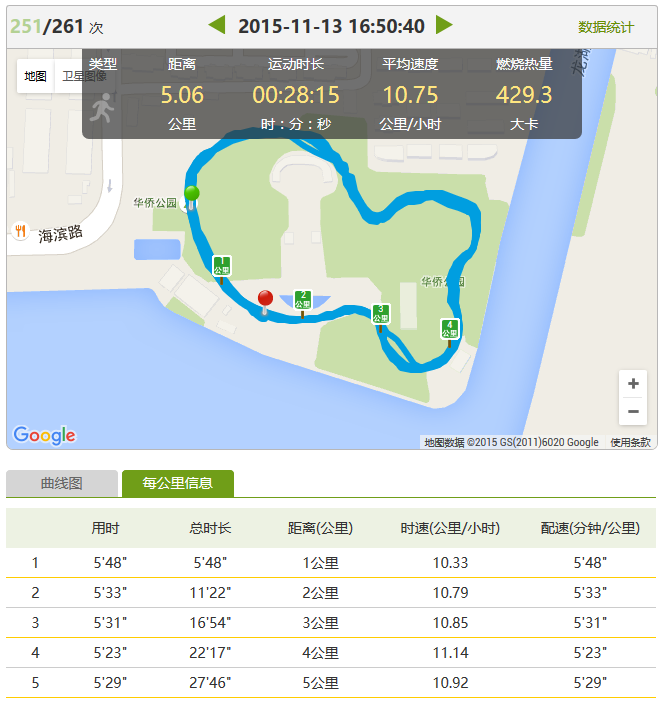 251/261 次 2015-11-13 16:50:40 数据统计
地图 卫星图像
类型 距离 运动时长 平均速度 燃烧热量
5.06 00:28:15 10.75 429.3
公里 时：分：秒 公里/小时 大卡
华侨公园
海滨路
1
公里
2
公里
华侨公园
3
公里
4
公里
+
−
Google
地图数据 ©2015 GS(2011)6020 Google 使用条款
曲线图 每公里信息
用时 总时长 距离(公里) 时速(公里/小时) 配速(分钟/公里)
1 5'48" 5'48" 1公里 10.33 5'48"
2 5'33" 11'22" 2公里 10.79 5'33"
3 5'31" 16'54" 3公里 10.85 5'31"
4 5'23" 22'17" 4公里 11.14 5'23"
5 5'29" 27'46" 5公里 10.92 5'29"